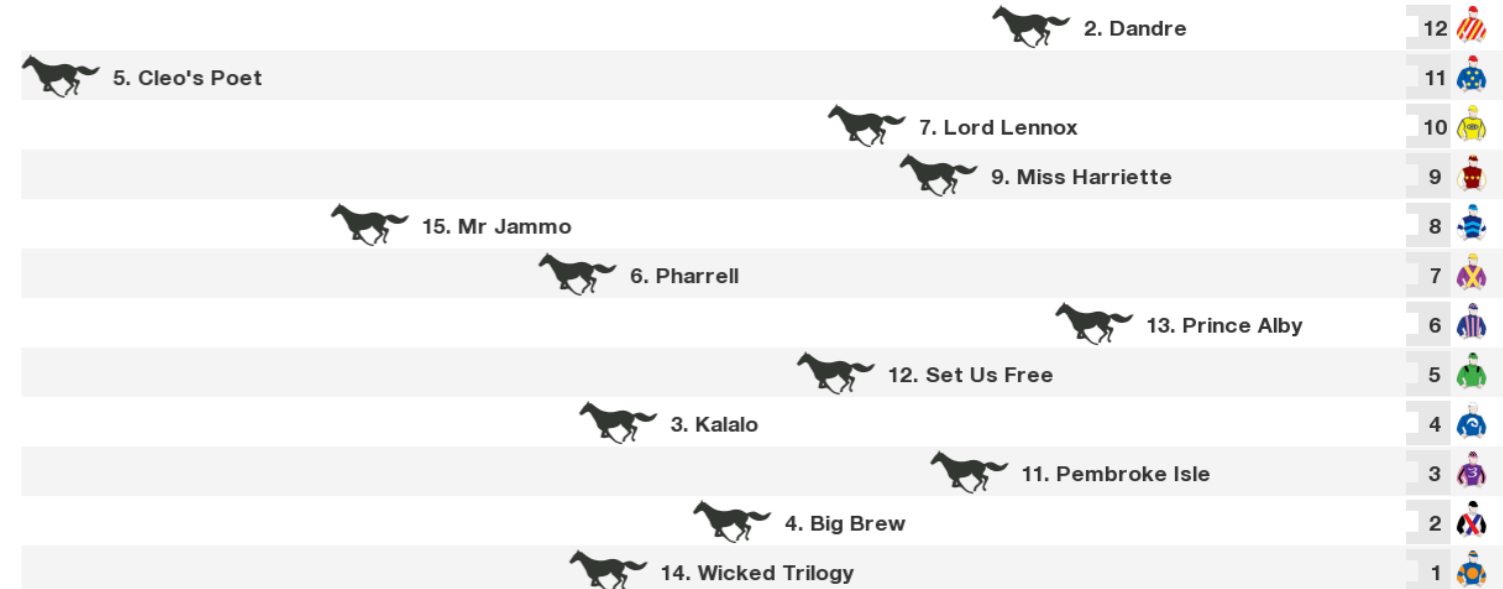 2. Dandre 12
5. Cleo's Poet 11
7. Lord Lennox 10
9. Miss Harriette 9
15. Mr Jammo 8
6. Pharrell 7
13. Prince Alby 6
12. Set Us Free 5
3. Kalalo 4
11. Pembroke Isle 3
4. Big Brew 2
14. Wicked Trilogy 1